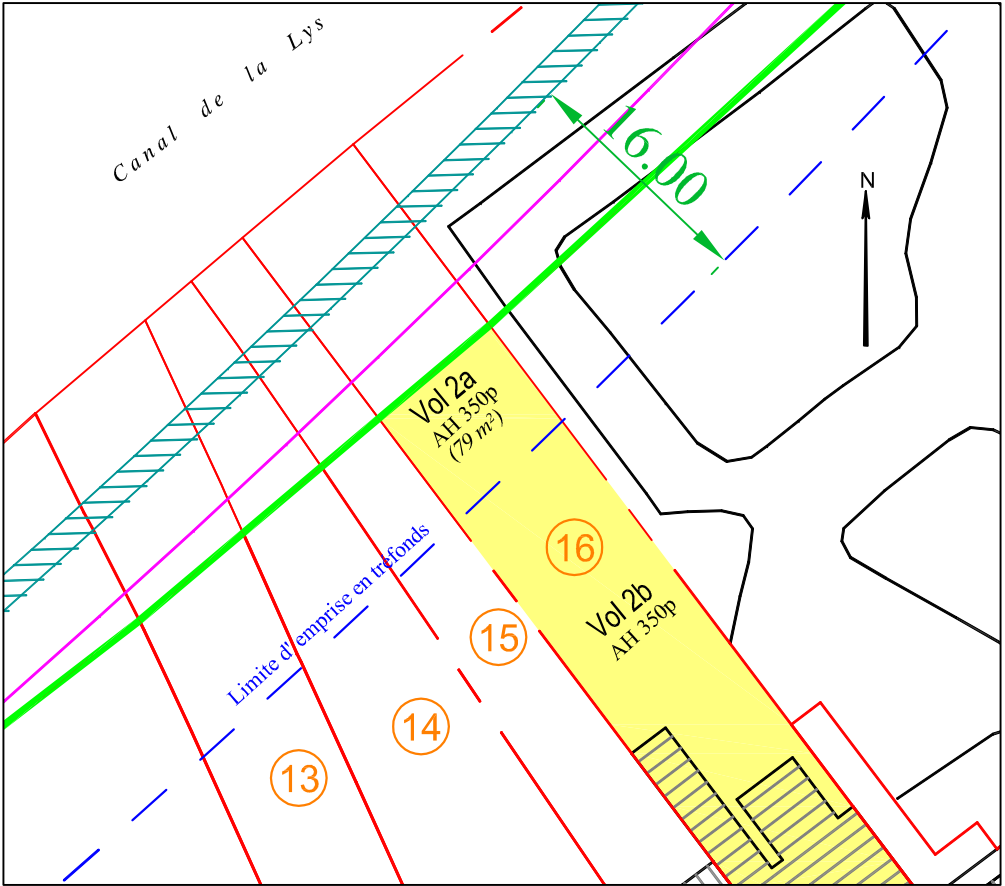 Canal de la Lys
16.00
N
Vol 2a
AH 350p
(79 m²)
Limite d'emprise en tréfonds
16
Vol 2b
AH 350p
15
14
13